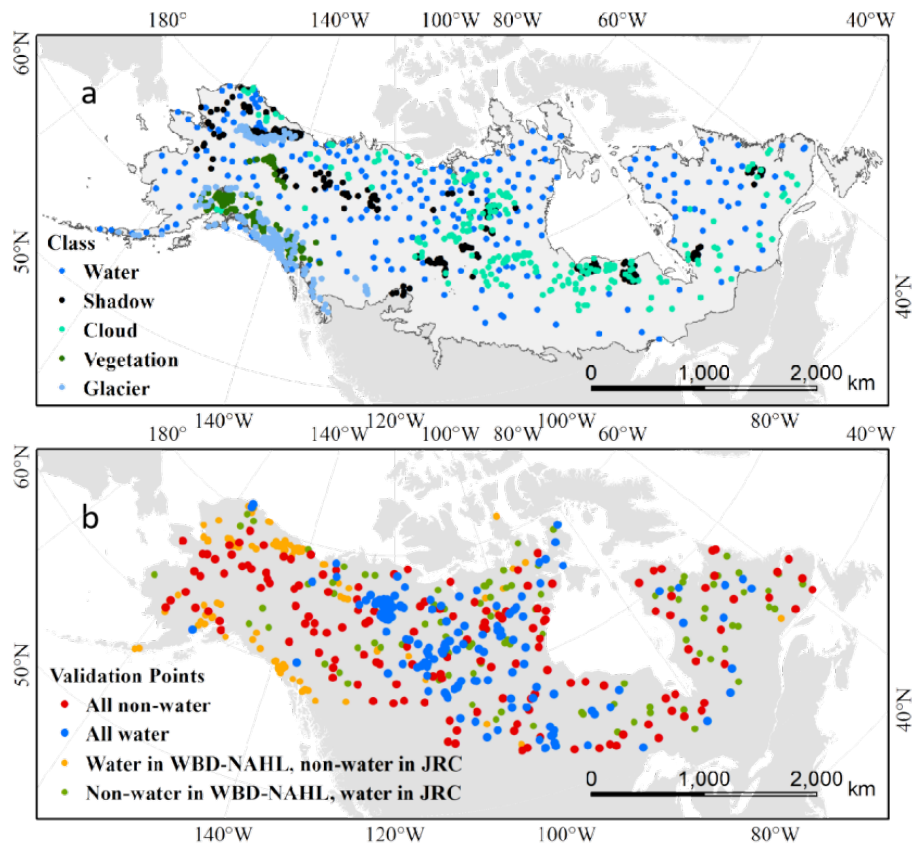 180° 140°W 100°W 80°W 60°W 40°W
60°N
a
50°N
40°N
Class
Water
Shadow
Cloud
Vegetation
Glacier
0 1,000 2,000
km
140°W 120°W 100°W 80°W
180° 140°W 100°W 80°W 60°W 40°W
60°N
b
50°N
40°N
Validation Points
All non-water
All water
Water in WBD-NAHL, non-water in JRC
Non-water in WBD-NAHL, water in JRC
0 1,000 2,000
km
140°W 120°W 100°W 80°W